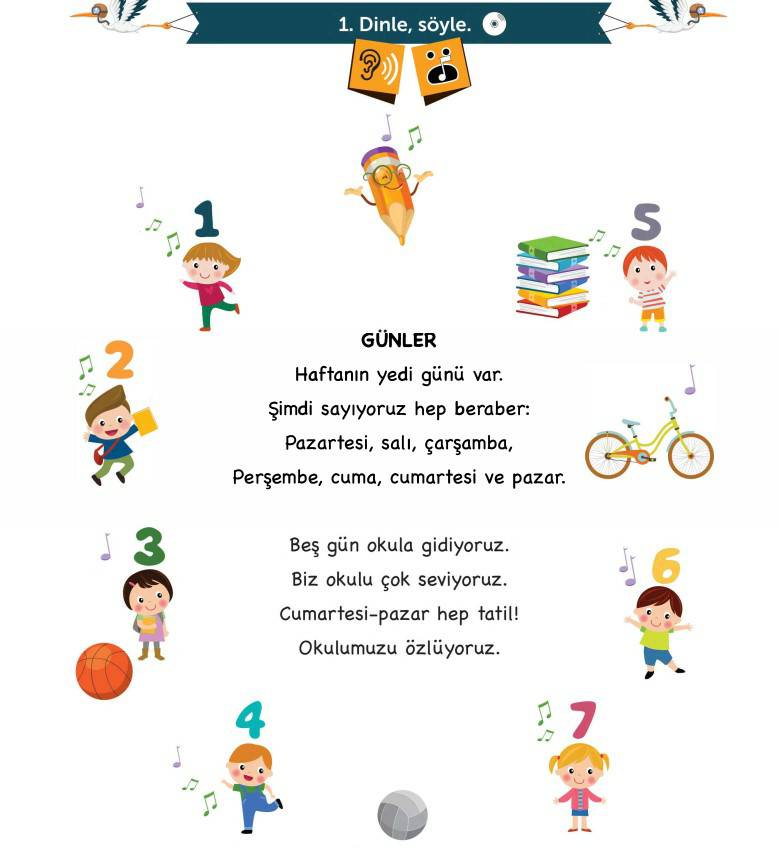 1. Dinle, söyle.
1
5
2
GÜNLER
Haftanın yedi günü var.
Şimdi sayıyoruz hep beraber:
Pazartesi, salı, çarşamba,
Perşembe, cuma, cumartesi ve pazar.
3
Beş gün okula gidiyoruz.
Biz okulu çok seviyoruz.
Cumartesi-pazar hep tatil!
Okulumuzu özlüyoruz.
6
4
7